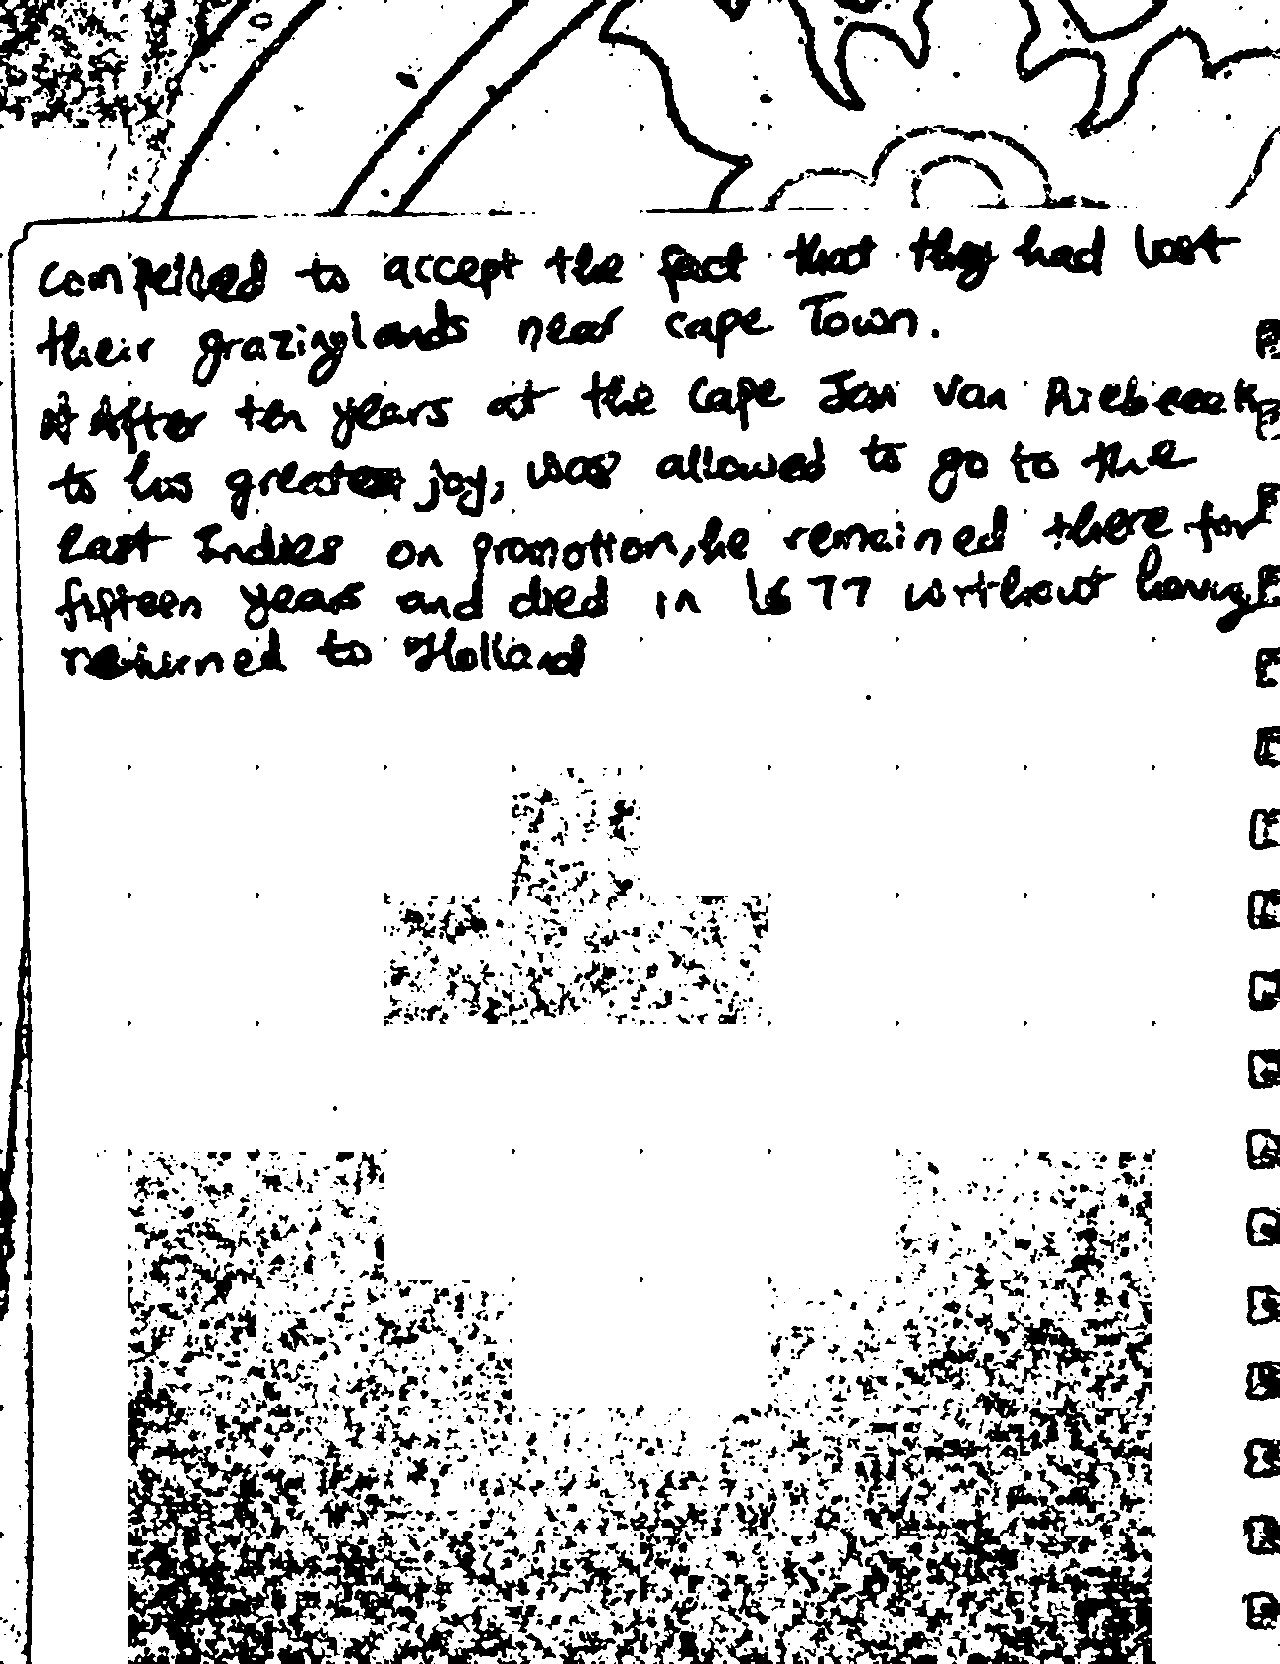 compelled to accept the fact that they had lost
their grazinglands near cape Town.
After ten years at the cape Jan van Riebeeck
to his greatest joy, was allowed to go to the
East Indies on promotion, he remained there for
fifteen years and died in 1677 without having
returned to Holland